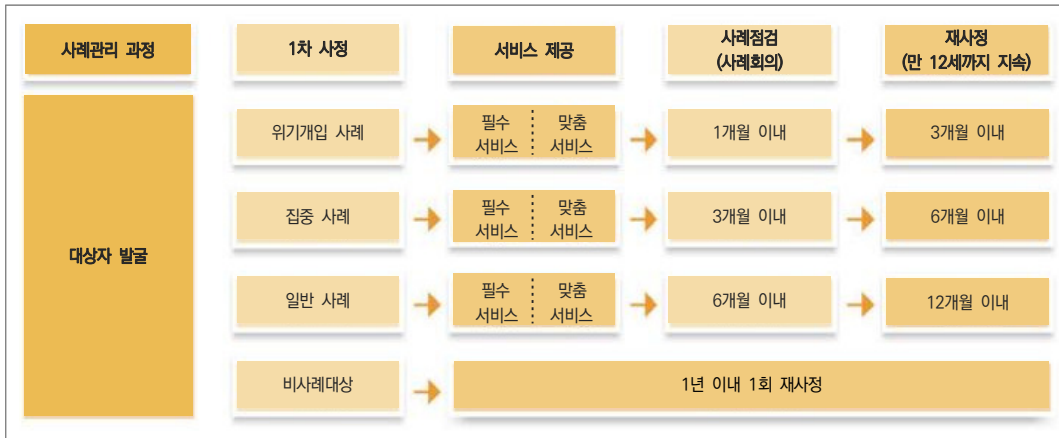 사례관리 과정
1차 사정
서비스 제공
사례점검
(사례회의)
재사정
(만 12세까지 지속)
대상자 발굴
위기개입 사례
필수
서비스
맞춤
서비스
1개월 이내
3개월 이내
집중 사례
필수
서비스
맞춤
서비스
3개월 이내
6개월 이내
일반 사례
필수
서비스
맞춤
서비스
6개월 이내
12개월 이내
비사례대상
1년 이내 1회 재사정